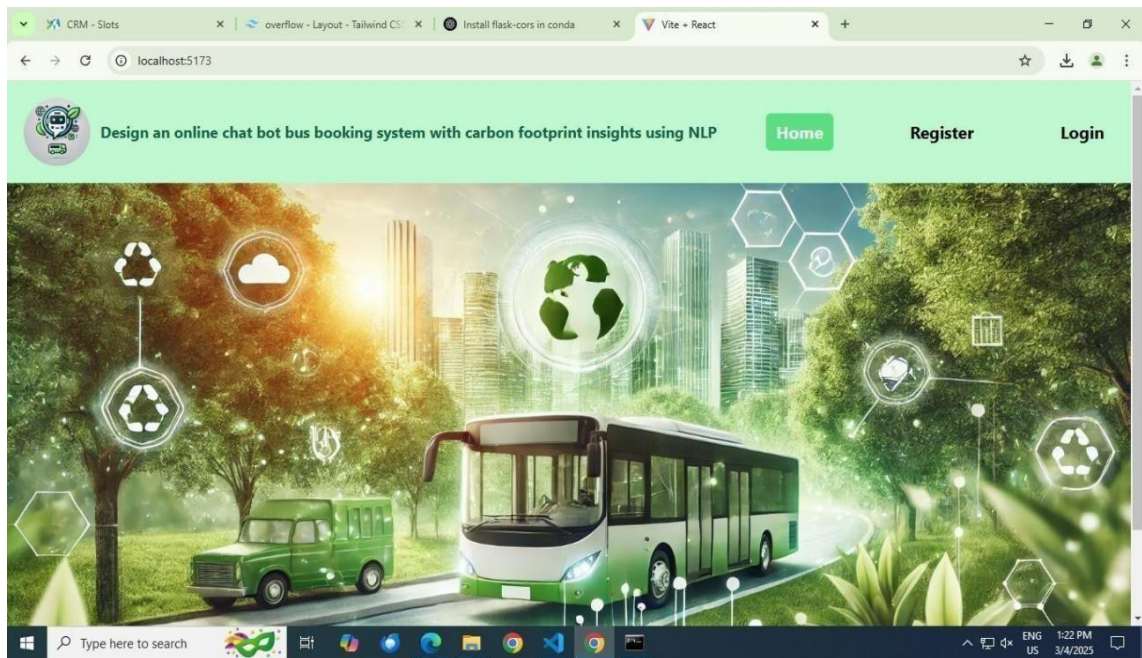 CRM - Slots
overflow - Layout - Tailwind CS
Install flask-cors in conda
Vite + React
localhost:5173
Design an online chat bot bus booking system with carbon footprint insights using NLP
Home
Register
Login
Type here to search
ENG
US
1:22 PM
3/4/2025